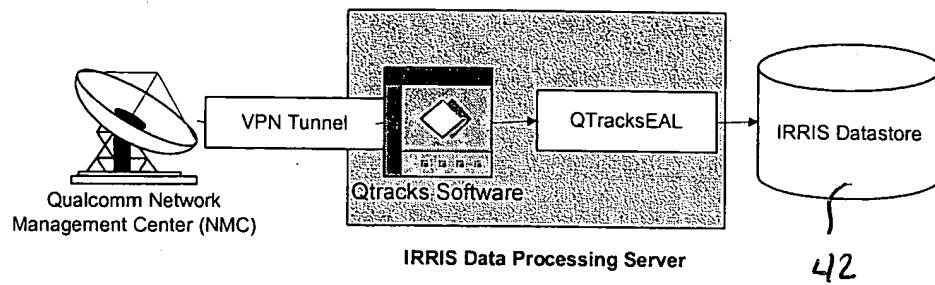 VPN Tunnel
QTracksEAL
IRRIS Datastore
Qtracks Software
Qualcomm Network
Management Center (NMC)
IRRIS Data Processing Server
42